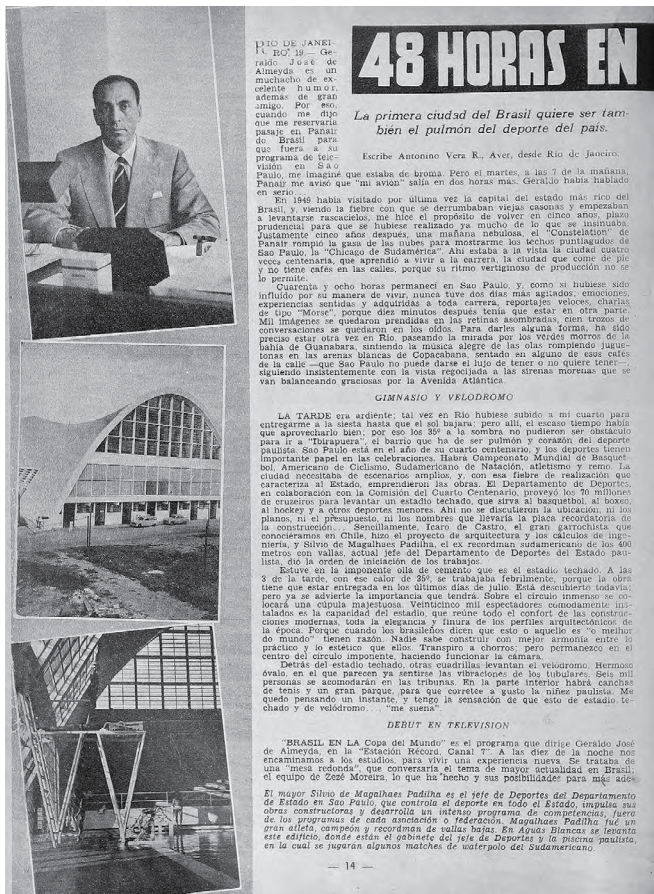 48 HORAS EN
La primera ciudad del Brasil quiere ser tam-
bién el pulmón del deporte del país.
Escribe Antonino Vera R., Aver, desde Río de Janeiro.
RIO DE JANEI-
RO, 19.— Ge-
raldo José de
Almeyda es un
muchacho de ex-
celente humor,
además de gran
amigo. Por eso,
cuando me dijo
que me reservaría
pasaje en Panair
do Brasil para
que fuera a su
programa de tele-
visión en Sao
Paulo, me imaginé que estaba de broma. Pero el martes, a las 7 de la mañana,
Panair me avisó que "mi avión" salía en dos horas más. Geraldo había hablado
en serio...
En 1949 había visitado por última vez la capital del estado más rico del
Brasil, y, viendo la fiebre con que se derrumbaban viejas casonas y empezaban
a levantarse rascacielos, me hice el propósito de volver en cinco años, plazo
prudencial para que se hubiese realizado ya mucho de lo que se insinuaba.
Justamente cinco años después, una mañana nebulosa, el "Constelation" de
Panair rompió la gasa de las nubes para mostrarme los techos puntiagudos de
Sao Paulo, la "Chicago de Sudamérica". Ahí estaba a la vista la ciudad cuatro
veces centenaria, que aprendió a vivir a la carrera, la ciudad que come de pie
y no tiene cafés en las calles, porque su ritmo vertiginoso de producción no se
lo permite.
Cuarenta y ocho horas permanecí en Sao Paulo, y, como si hubiese sido
influído por su manera de vivir, nunca tuve dos días más agitados; emociones,
experiencias sentidas y adquiridas a toda carrera, reportajes veloces, charlas
de tipo "Morse", porque diez minutos después tenía que estar en otra parte.
Mil imágenes se quedaron prendidas en las retinas asombradas, cien trozos de
conversaciones se quedaron en los oídos. Para darles alguna forma, ha sido
preciso estar otra vez en Río, paseando la mirada por los verdes morros de la
bahía de Guanabara, sintiendo la música alegre de las olas rompiendo jugue-
tonas en las arenas blancas de Copacabana, sentado en alguno de esos cafés
de la calle —que Sao Paulo no puede darse el lujo de tener o no quiere tener—,
siguiendo insistentemente con la vista regocijada a las sirenas morenas que se
van balanceando graciosas por la Avenida Atlántica.
GIMNASIO Y VELODROMO
LA TARDE era ardiente; tal vez en Río hubiese subido a mi cuarto para
entregarme a la siesta hasta que el sol bajara; pero allí, el escaso tiempo había
que aprovecharlo bien; por eso los 35º a la sombra no pudieron ser obstáculo
para ir a "Ibirapuera", el barrio que ha de ser pulmón y corazón del deporte
paulista. Sao Paulo está en el año de su cuarto centenario, y los deportes tienen
importante papel en las celebraciones. Habrá Campeonato Mundial de Basquet-
bol, Americano de Ciclismo, Sudamericano de Natación, atletismo y remo. La
ciudad necesitaba de escenarios amplios, y, con esa fiebre de realización que
caracteriza al Estado, emprendieron las obras. El Departamento de Deportes,
en colaboración con la Comisión del Cuarto Centenario, proveyó los 70 millones
de cruzeiros para levantar un estadio techado, que sirva al basquetbol, al boxeo,
al hockey y a otros deportes menores. Ahí no se discutieron la ubicación, ni los
planos, ni el presupuesto, ni los nombres que llevaría la placa recordatoria de
la construcción... Sencillamente, Icaro de Castro, el gran garrochista que
conociéramos en Chile, hizo el proyecto de arquitectura y los cálculos de inge-
niería, y Silvio de Magalhaes Padilha, el ex recordman sudamericano de los 400
metros con vallas, actual jefe del Departamento de Deportes del Estado pau-
lista, dió la orden de iniciación de los trabajos.
Estuve en la imponente olla de cemento que es el estadio techado. A las
3 de la tarde, con ese calor de 35º, se trabajaba febrilmente, porque la obra
tiene que estar entregada en los últimos días de julio. Está descubierto todavía;
pero ya se advierte la importancia que tendrá. Sobre el círculo inmenso se co-
locará una cúpula majestuosa. Veinticinco mil espectadores cómodamente ins-
talados es la capacidad del estadio, que reúne todo el confort de las construc-
ciones modernas, toda la elegancia y finura de los perfiles arquitectónicos de
la época. Porque cuando los brasileños dicen que esto o aquello es "o melhor
do mundo" tienen razón. Nadie sabe construir con mejor armonía entre lo
práctico y lo estético que ellos. Transpiro a chorros; pero permanezco en el
centro del círculo imponente, haciendo funcionar la cámara.
Detrás del estadio techado, otras cuadrillas levantan el velódromo. Hermoso
óvalo, en el que parecen ya sentirse las vibraciones de los tubulares. Seis mil
personas se acomodarán en las tribunas. En la parte interior habrá canchas
de tenis y un gran parque, para que corretee a gusto la niñez paulista. Me
quedo pensando un instante, y tengo la sensación de que esto de estadio te-
chado y de velódromo..., "me suena".
DEBUT EN TELEVISION
"BRASIL EN LA Copa del Mundo" es el programa que dirige Geraldo José
de Almeyda, en la "Estación Récord, Canal 7". A las diez de la noche nos
encaminamos a los estudios, para vivir una experiencia nueva. Se trataba de
una "mesa redonda", que conversaría el tema de mayor actualidad en Brasil:
el equipo de Zezé Moreira, lo que ha hecho y sus posibilidades para más ade-
El mayor Silvio de Magalhaes Padilha es el jefe de Deportes del Departamento
de Estado en Sao Paulo, que controla el deporte en todo el Estado, impulsa sus
obras constructoras y desarrolla un intenso programa de competencias, fuera
de los programas de cada asociación o federación. Magalhaes Padilha fué un
gran atleta, campeón y recordman de vallas bajas. En Aguas Blancas se levanta
este edificio, donde están el gabinete del jefe de Deportes y la piscina paulista,
en la cual se jugarán algunos matches de waterpolo del Sudamericano.
— 14 —